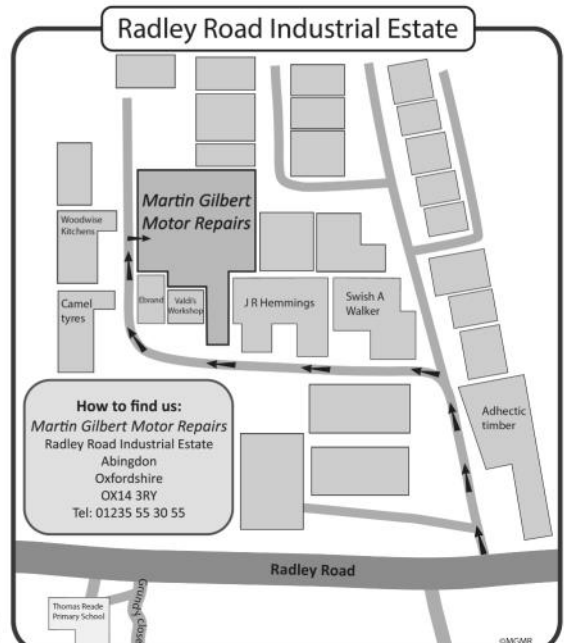 Radley Road Industrial Estate
Martin Gilbert
Motor Repairs
Woodwise
Kitchens
Camel
tyres
Ebrand
Valdi's
Workshop
J R Hemmings
Swish A
Walker
Adhectic
timber
How to find us:
Martin Gilbert Motor Repairs
Radley Road Industrial Estate
Abingdon
Oxfordshire
OX14 3RY
Tel: 01235 55 30 55
Radley Road
Thomas Reade
Primary School
Grundy Close
©MGMR